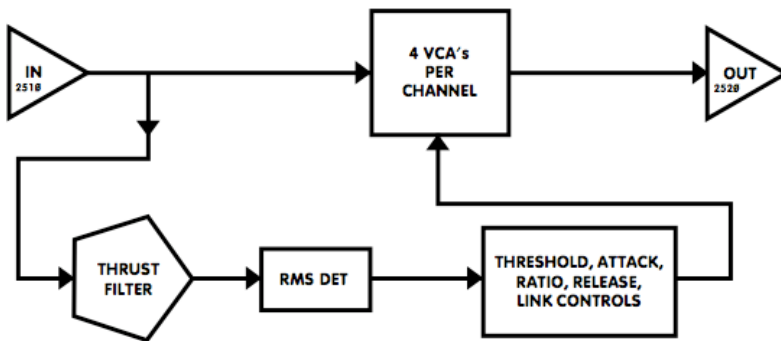 IN
2510
4 VCA's
PER
CHANNEL
OUT
2520
THRUST
FILTER
RMS DET
THRESHOLD, ATTACK,
RATIO, RELEASE,
LINK CONTROLS